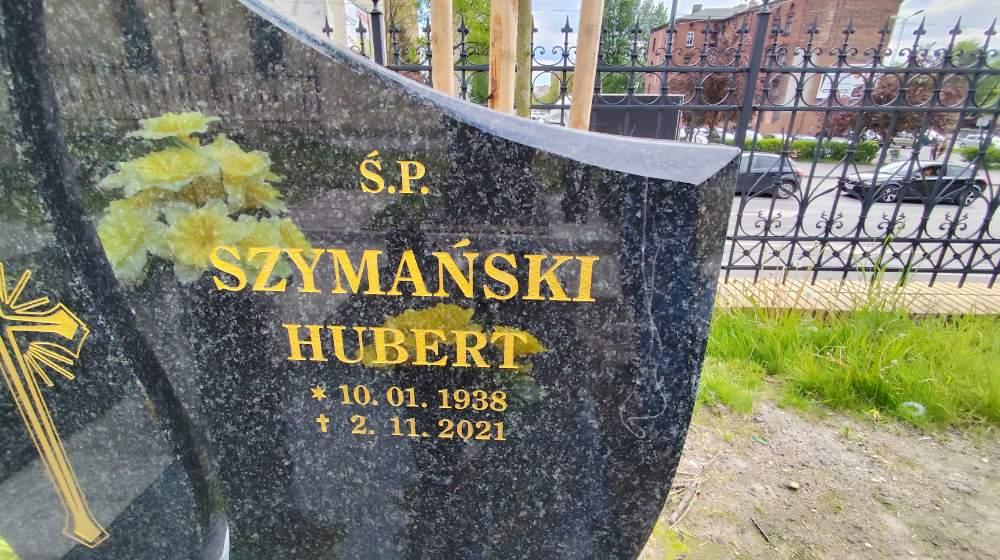 Ś.P.
SZYMAŃSKI
HUBERT
* 10. 01. 1938
✝ 2. 11. 2021